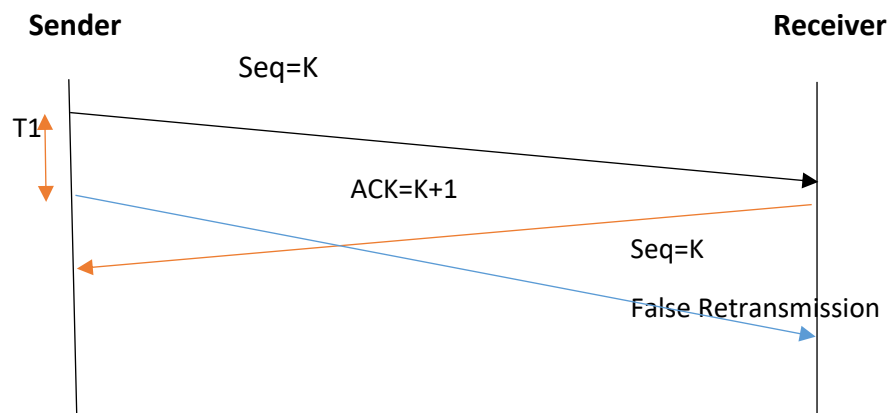 Sender
Receiver
Seq=K
T1
ACK=K+1
Seq=K
False Retransmission